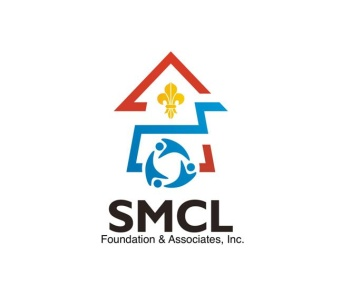 SMCL
Foundation & Associates, Inc.